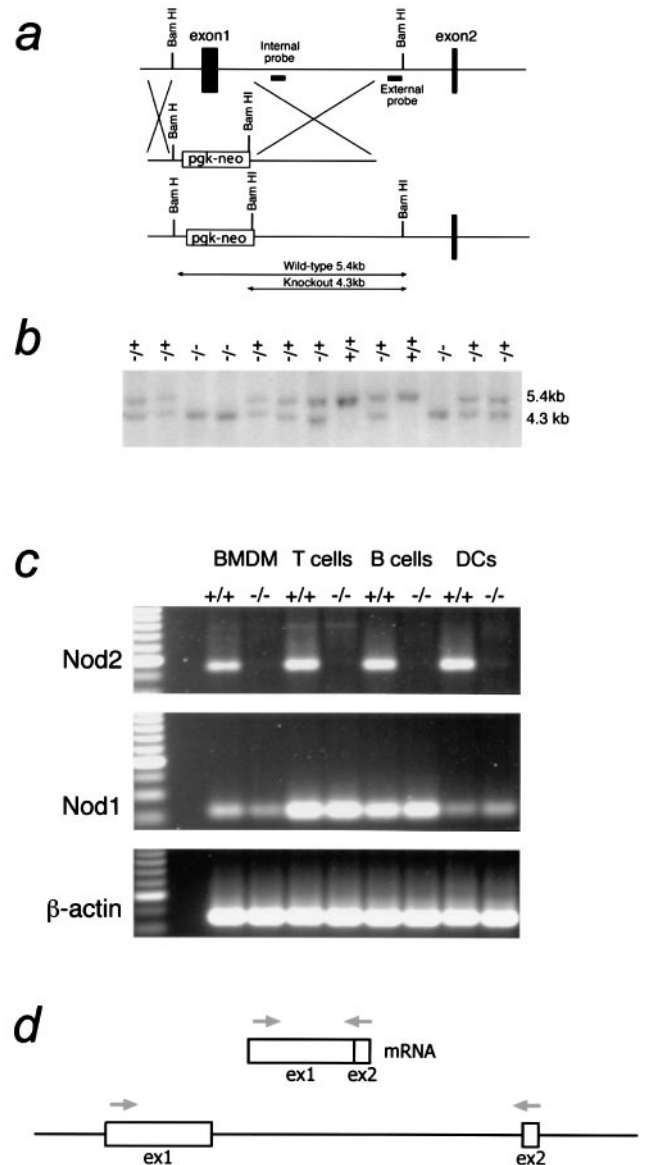 a
Bam HI
exon1
Internal probe
Bam HI
exon2
External probe
Bam H
Bam HI
pgk-neo
Bam H
Bam HI
pgk-neo
Bam HI
Wild-type 5.4kb
Knockout 4.3kb
b
-/+ -/+ -/- -/- -/+ -/+ -/+ +/+ -/+ +/+ -/- -/+ -/+
5.4kb
4.3 kb
c
BMDM T cells B cells DCs
+/+ -/- +/+ -/- +/+ -/- +/+ -/-
Nod2
Nod1
β-actin
d
mRNA
ex1 ex2
ex1 ex2